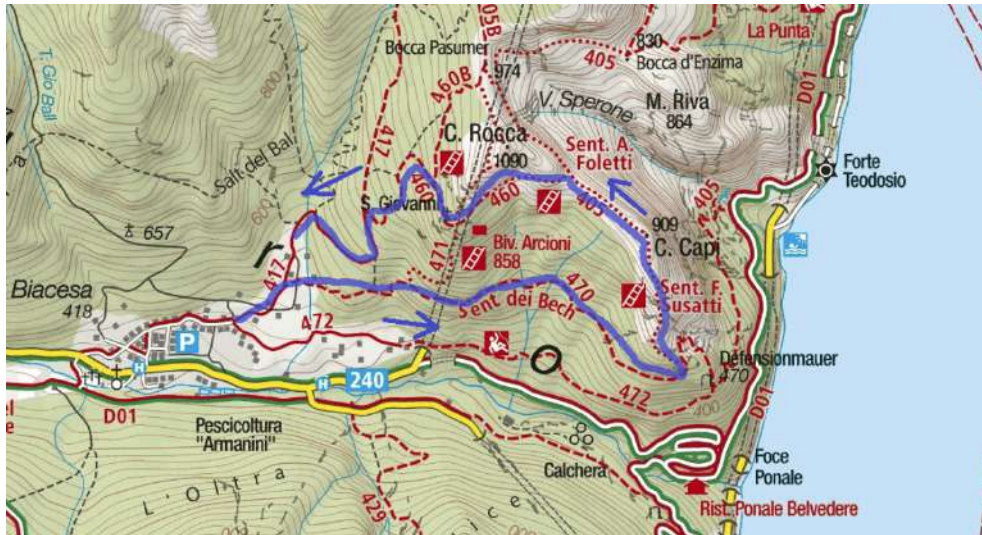 T. Giò Ball
800
Bocca Pasumer
405B
830
Bocca d'Enzima
405
La Punta
D01
974
460B
417
V. Sperone
M. Riva
864
C. Rocca
1090
Sent. A.
Foletti
Forte
Teodosio
Salt. del Bal
600
460
S. Giovanni
460
405
405
909
C. Capi
657
471
Biv. Arcioni
858
r
417
Biacesa
418
Sent dei Bech
470
Sent. F.
Susatti
472
P
H
H
240
O
472
Defensionmauer
470
400
D01
D01
Pescicoltura
"Armanini"
Calchera
Foce
Ponale
L'Oltra
429
Rist. Ponale Belvedere